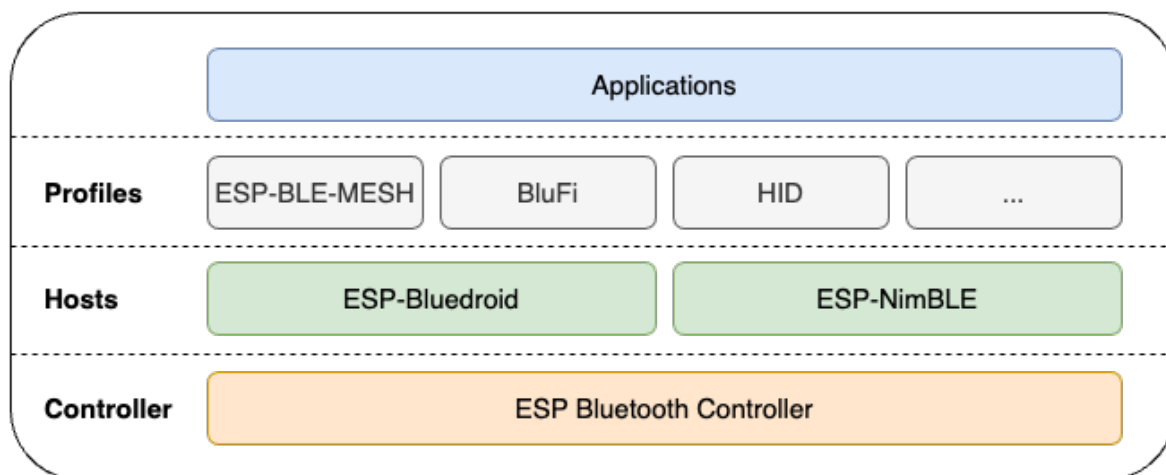 Applications
Profiles
ESP-BLE-MESH
BluFi
HID
...
Hosts
ESP-Bluedroid
ESP-NimBLE
Controller
ESP Bluetooth Controller